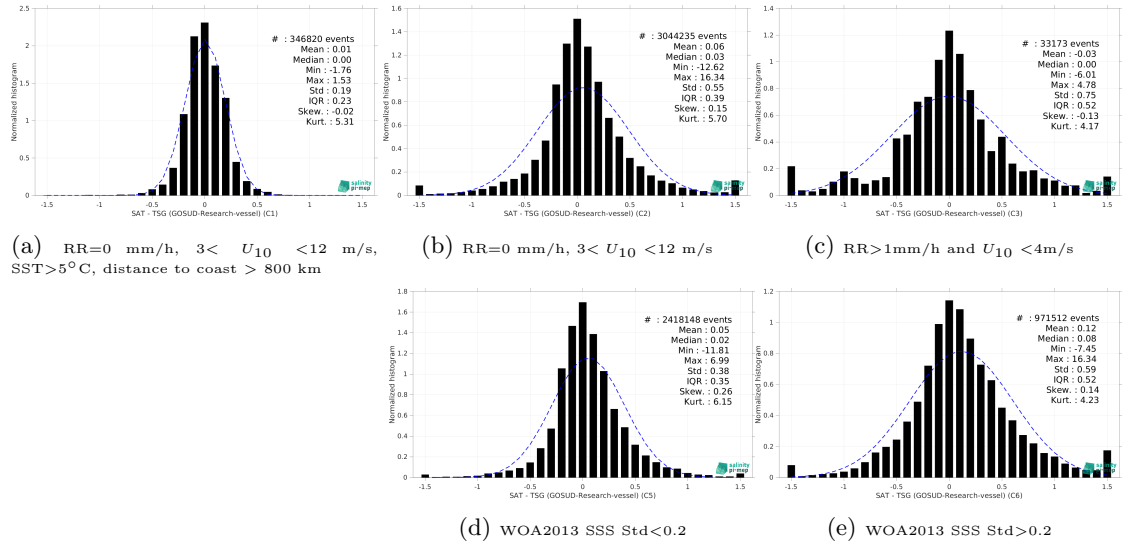 2.5
2.0
1.5
1.0
0.5
0
Normalized histogram
# : 346820 events
Mean : 0.01
Median : 0.00
Min : -1.76
Max : 1.53
Std : 0.19
IQR : 0.23
Skew. : -0.02
Kurt. : 5.31
salinity
pi-mep
-1.5 -1 -0.5 0 0.5 1 1.5
SAT - TSG (GOSUD-Research-vessel) (C1)
(a) RR=0 mm/h, 3< U10 <12 m/s,
SST>5°C, distance to coast > 800 km
1.6
1.4
1.2
1
0.8
0.6
0.4
0.2
0
Normalized histogram
# : 3044235 events
Mean : 0.06
Median : 0.03
Min : -12.62
Max : 16.34
Std : 0.55
IQR : 0.39
Skew. : 0.15
Kurt. : 5.70
salinity
pi-mep
-1.5 -1 -0.5 0 0.5 1 1.5
SAT - TSG (GOSUD-Research-vessel) (C2)
(b) RR=0 mm/h, 3< U10 <12 m/s
1.4
1.2
1
0.8
0.6
0.4
0.2
0
Normalized histogram
# : 33173 events
Mean : -0.03
Median : 0.00
Min : -6.01
Max : 4.78
Std : 0.75
IQR : 0.52
Skew. : -0.13
Kurt. : 4.17
salinity
pi-mep
-1.5 -1 -0.5 0 0.5 1 1.5
SAT - TSG (GOSUD-Research-vessel) (C3)
(c) RR>1mm/h and U10 <4m/s
1.8
1.6
1.4
1.2
1
0.8
0.6
0.4
0.2
0
Normalized histogram
# : 2418148 events
Mean : 0.05
Median : 0.02
Min : -11.81
Max : 6.99
Std : 0.38
IQR : 0.35
Skew. : 0.26
Kurt. : 6.15
salinity
pi-mep
-1.5 -1 -0.5 0 0.5 1 1.5
SAT - TSG (GOSUD-Research-vessel) (C5)
(d) WOA2013 SSS Std<0.2
1.2
1
0.8
0.6
0.4
0.2
0
Normalized histogram
# : 971512 events
Mean : 0.12
Median : 0.08
Min : -7.45
Max : 16.34
Std : 0.59
IQR : 0.52
Skew. : 0.14
Kurt. : 4.23
salinity
pi-mep
-1.5 -1 -0.5 0 0.5 1 1.5
SAT - TSG (GOSUD-Research-vessel) (C6)
(e) WOA2013 SSS Std>0.2